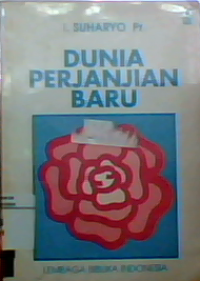 I. SUHARYO Pr.
DUNIA
PERJANJIAN
BARU
LEMBAGA BIBLIKA INDONESIA